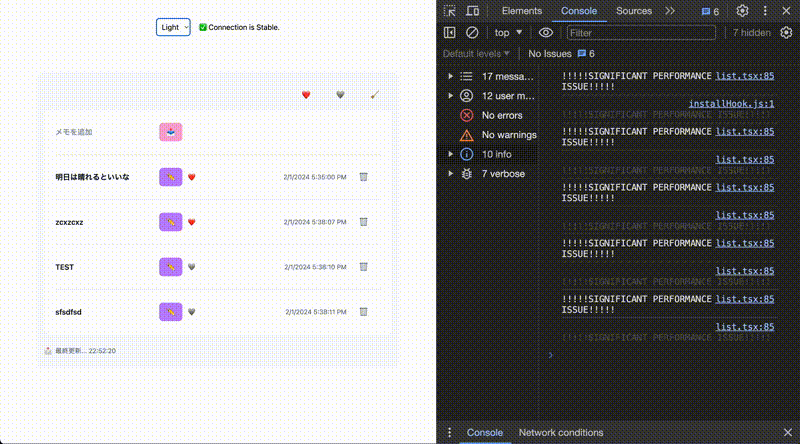 Light
✅ Connection is Stable.
メモを追加
明日は晴れるといいな
2/1/2024 5:35:00 PM
zcxzcxz
2/1/2024 5:38:07 PM
TEST
2/1/2024 5:38:10 PM
sfsdfsd
2/1/2024 5:38:11 PM
最終更新... 22:52:20
Elements
Console
Sources
6
top
Filter
7 hidden
Default levels
No Issues
6
17 messa...
12 user m...
No errors
No warnings
10 info
7 verbose
!!!!!SIGNIFICANT PERFORMANCE list.tsx:85
ISSUE!!!!!
installHook.js:1
!!!!!SIGNIFICANT PERFORMANCE ISSUE!!!!!
!!!!!SIGNIFICANT PERFORMANCE list.tsx:85
ISSUE!!!!!
list.tsx:85
!!!!!SIGNIFICANT PERFORMANCE ISSUE!!!!!
!!!!!SIGNIFICANT PERFORMANCE list.tsx:85
ISSUE!!!!!
list.tsx:85
!!!!!SIGNIFICANT PERFORMANCE ISSUE!!!!!
!!!!!SIGNIFICANT PERFORMANCE list.tsx:85
ISSUE!!!!!
list.tsx:85
!!!!!SIGNIFICANT PERFORMANCE ISSUE!!!!!
!!!!!SIGNIFICANT PERFORMANCE list.tsx:85
ISSUE!!!!!
list.tsx:85
!!!!!SIGNIFICANT PERFORMANCE ISSUE!!!!!
Console
Network conditions